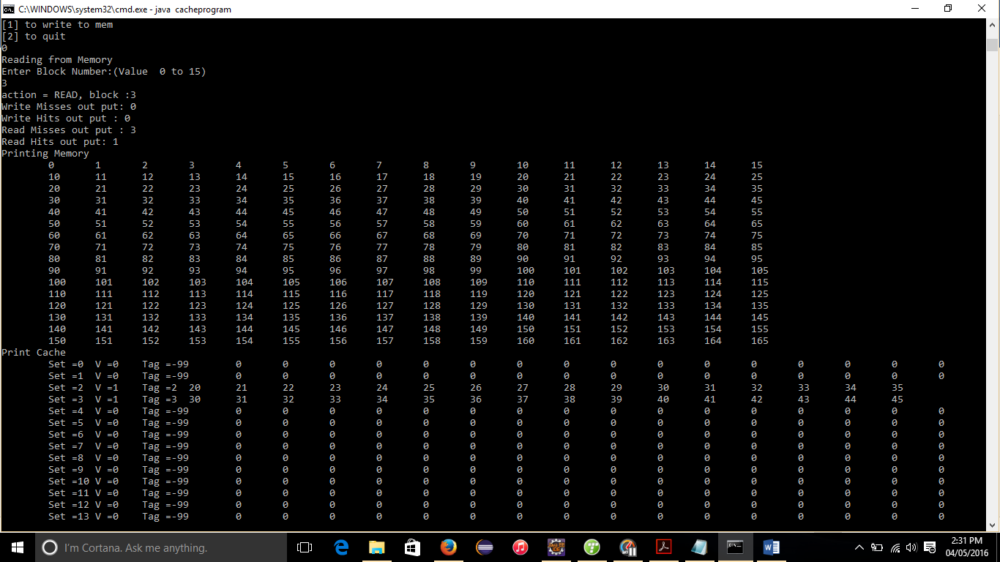 C:\WINDOWS\system32\cmd.exe - java cacheprogram
[1] to write to mem
[2] to quit
0
Reading from Memory
Enter Block Number:(Value  0 to 15)
3
action = READ, block :3
Write Misses out put: 0
Write Hits out put : 0
Read Misses out put : 3
Read Hits out put: 1
Printing Memory
0 1 2 3 4 5 6 7 8 9 10 11 12 13 14 15
10 11 12 13 14 15 16 17 18 19 20 21 22 23 24 25
20 21 22 23 24 25 26 27 28 29 30 31 32 33 34 35
30 31 32 33 34 35 36 37 38 39 40 41 42 43 44 45
40 41 42 43 44 45 46 47 48 49 50 51 52 53 54 55
50 51 52 53 54 55 56 57 58 59 60 61 62 63 64 65
60 61 62 63 64 65 66 67 68 69 70 71 72 73 74 75
70 71 72 73 74 75 76 77 78 79 80 81 82 83 84 85
80 81 82 83 84 85 86 87 88 89 90 91 92 93 94 95
90 91 92 93 94 95 96 97 98 99 100 101 102 103 104 105
100 101 102 103 104 105 106 107 108 109 110 111 112 113 114 115
110 111 112 113 114 115 116 117 118 119 120 121 122 123 124 125
120 121 122 123 124 125 126 127 128 129 130 131 132 133 134 135
130 131 132 133 134 135 136 137 138 139 140 141 142 143 144 145
140 141 142 143 144 145 146 147 148 149 150 151 152 153 154 155
150 151 152 153 154 155 156 157 158 159 160 161 162 163 164 165
Print Cache
Set =0 V =0 Tag =-99 0 0 0 0 0 0 0 0 0 0 0 0 0 0 0 0
Set =1 V =0 Tag =-99 0 0 0 0 0 0 0 0 0 0 0 0 0 0 0 0
Set =2 V =1 Tag =2 20 21 22 23 24 25 26 27 28 29 30 31 32 33 34 35
Set =3 V =1 Tag =3 30 31 32 33 34 35 36 37 38 39 40 41 42 43 44 45
Set =4 V =0 Tag =-99 0 0 0 0 0 0 0 0 0 0 0 0 0 0 0 0
Set =5 V =0 Tag =-99 0 0 0 0 0 0 0 0 0 0 0 0 0 0 0 0
Set =6 V =0 Tag =-99 0 0 0 0 0 0 0 0 0 0 0 0 0 0 0 0
Set =7 V =0 Tag =-99 0 0 0 0 0 0 0 0 0 0 0 0 0 0 0 0
Set =8 V =0 Tag =-99 0 0 0 0 0 0 0 0 0 0 0 0 0 0 0 0
Set =9 V =0 Tag =-99 0 0 0 0 0 0 0 0 0 0 0 0 0 0 0 0
Set =10 V =0 Tag =-99 0 0 0 0 0 0 0 0 0 0 0 0 0 0 0 0
Set =11 V =0 Tag =-99 0 0 0 0 0 0 0 0 0 0 0 0 0 0 0 0
Set =12 V =0 Tag =-99 0 0 0 0 0 0 0 0 0 0 0 0 0 0 0 0
Set =13 V =0 Tag =-99 0 0 0 0 0 0 0 0 0 0 0 0 0 0 0 0
I'm Cortana. Ask me anything.
2:31 PM
04/05/2016